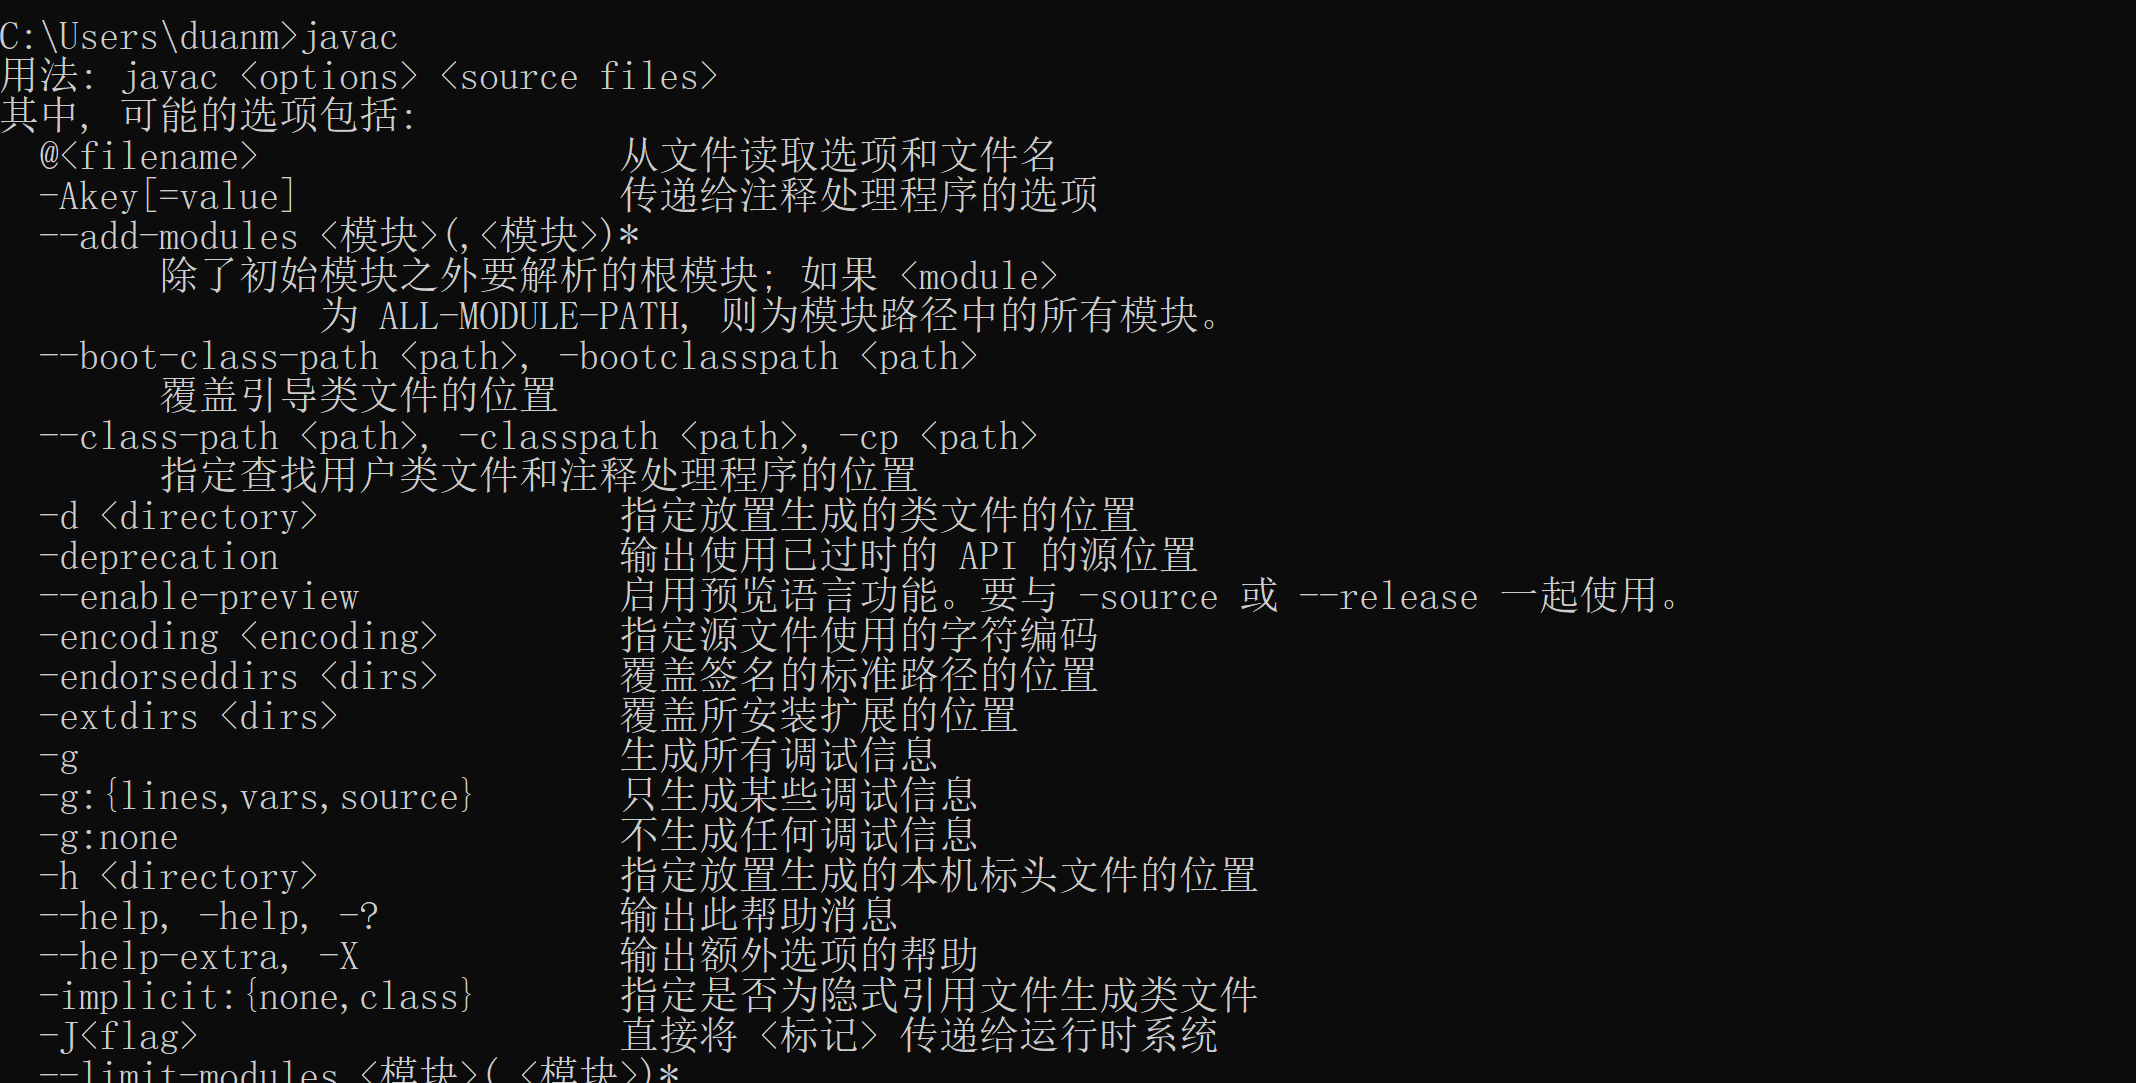 C:\Users\duanm>javac
用法: javac <options> <source files>
其中, 可能的选项包括:
@<filename> 从文件读取选项和文件名
-Akey[=value] 传递给注释处理程序的选项
--add-modules <模块>(,<模块>)*
除了初始模块之外要解析的根模块; 如果 <module>
为 ALL-MODULE-PATH, 则为模块路径中的所有模块。
--boot-class-path <path>, -bootclasspath <path>
覆盖引导类文件的位置
--class-path <path>, -classpath <path>, -cp <path>
指定查找用户类文件和注释处理程序的位置
-d <directory> 指定放置生成的类文件的位置
-deprecation 输出使用已过时的 API 的源位置
--enable-preview 启用预览语言功能。要与 -source 或 --release 一起使用。
-encoding <encoding> 指定源文件使用的字符编码
-endorseddirs <dirs> 覆盖签名的标准路径的位置
-extdirs <dirs> 覆盖所安装扩展的位置
-g 生成所有调试信息
-g:{lines,vars,source} 只生成某些调试信息
-g:none 不生成任何调试信息
-h <directory> 指定放置生成的本机标头文件的位置
--help, -help, -? 输出此帮助消息
--help-extra, -X 输出额外选项的帮助
-implicit:{none,class} 指定是否为隐式引用文件生成类文件
-J<flag> 直接将 <标记> 传递给运行时系统
--limit-modules <模块>(,<模块>)*